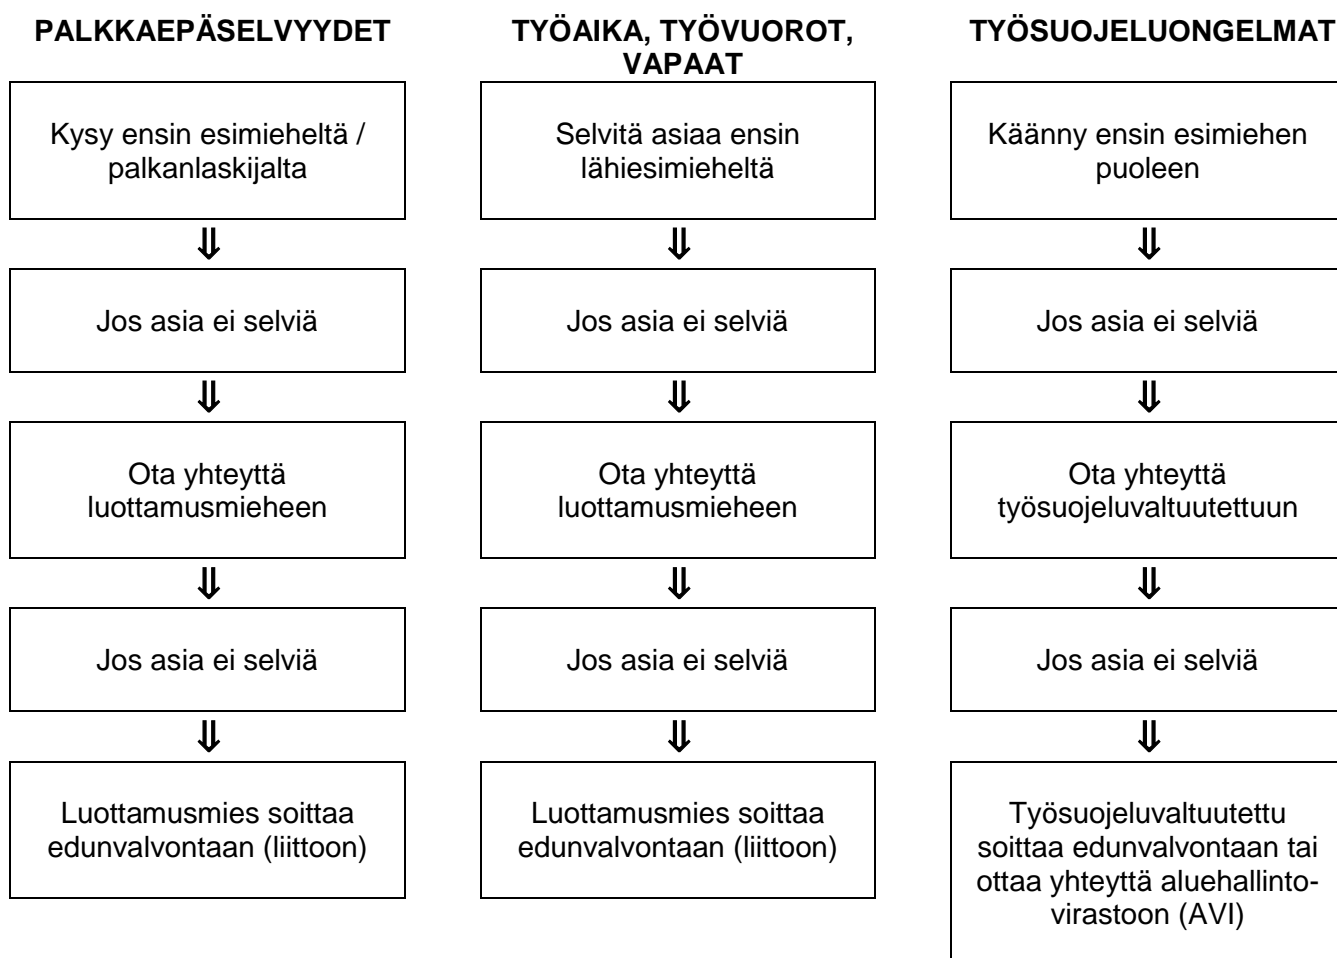 PALKKAEPÄSELVYYDET
Kysy ensin esimieheltä /
palkanlaskijalta
Jos asia ei selviä
Ota yhteyttä
luottamusmieheen
Jos asia ei selviä
Luottamusmies soittaa
edunvalvontaan (liittoon)
TYÖAIKA, TYÖVUOROT,
VAPAAT
Selvitä asiaa ensin
lähiesimieheltä
Jos asia ei selviä
Ota yhteyttä
luottamusmieheen
Jos asia ei selviä
Luottamusmies soittaa
edunvalvontaan (liittoon)
TYÖSUOJELUONGELMAT
Käänny ensin esimiehen
puoleen
Jos asia ei selviä
Ota yhteyttä
työsuojeluvaltuutettuun
Jos asia ei selviä
Työsuojeluvaltuutettu
soittaa edunvalvontaan tai
ottaa yhteyttä aluehallinto-
virastoon (AVI)